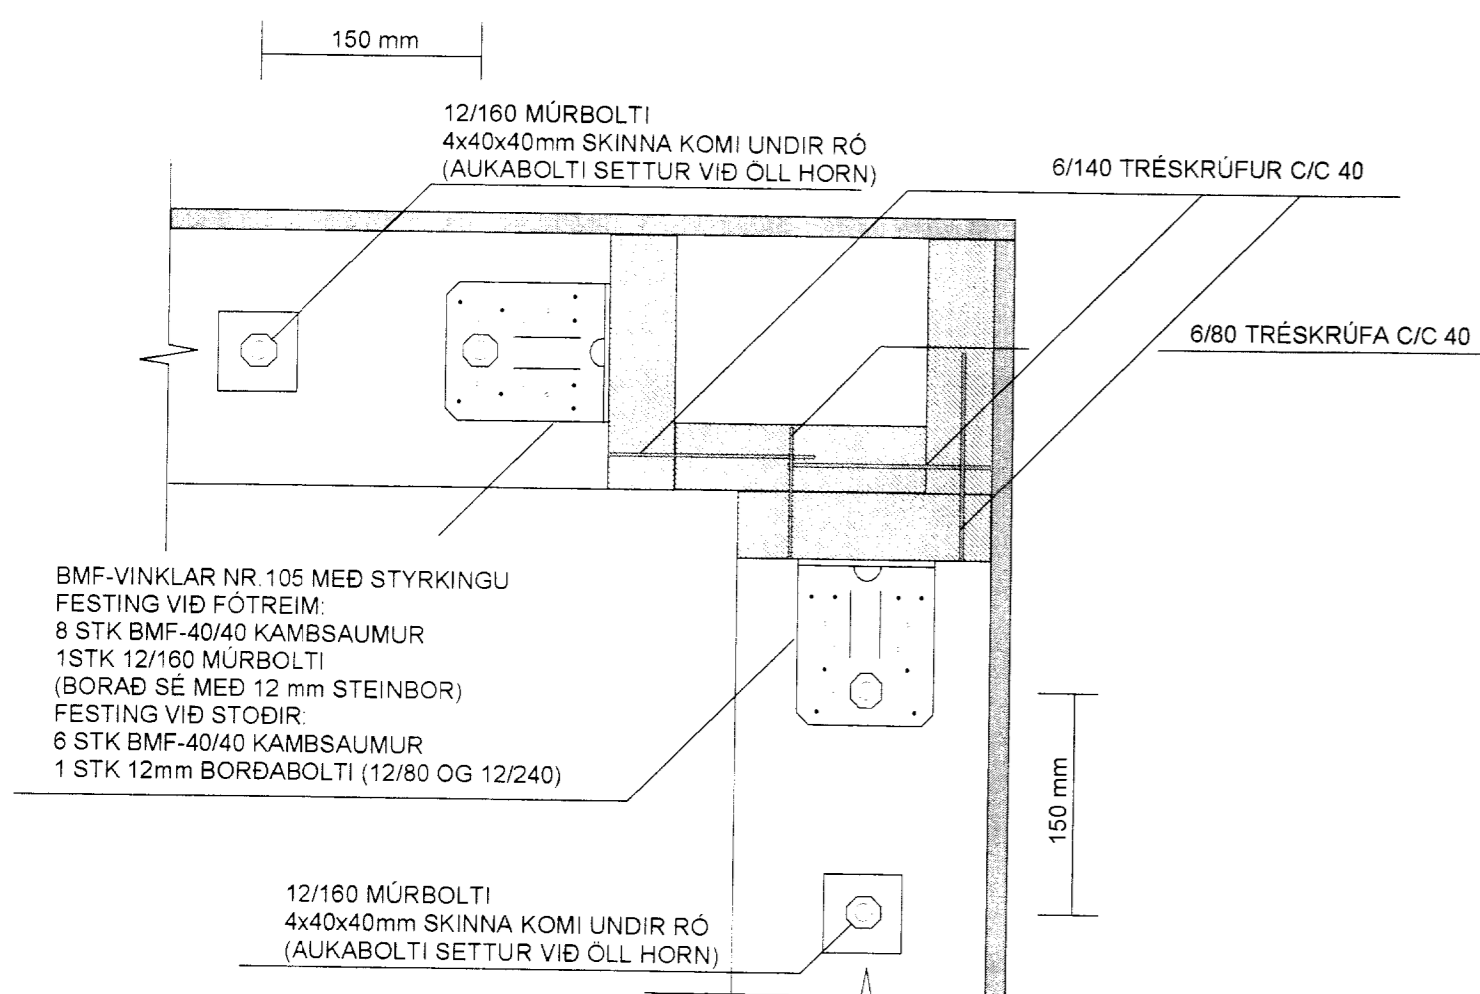 150 mm
12/160 MÚRBOLTI
4x40x40mm SKINNA KOMI UNDIR RÓ
(AUKABOLTI SETTUR VIÐ ÖLL HORN)
6/140 TRÉSKRÚFUR C/C 40
6/80 TRÉSKRÚFA C/C 40
BMF-VINKLAR NR.105 MEÐ STYRKINGU
FESTING VIÐ FÓTREIM:
8 STK BMF-40/40 KAMBSAUMUR
1STK 12/160 MÚRBOLTI
(BORAÐ SÉ MEÐ 12 mm STEINBOR)
FESTING VIÐ STOÐIR:
6 STK BMF-40/40 KAMBSAUMUR
1 STK 12mm BORÐABOLTI (12/80 OG 12/240)
150 mm
12/160 MÚRBOLTI
4x40x40mm SKINNA KOMI UNDIR RÓ
(AUKABOLTI SETTUR VIÐ ÖLL HORN)